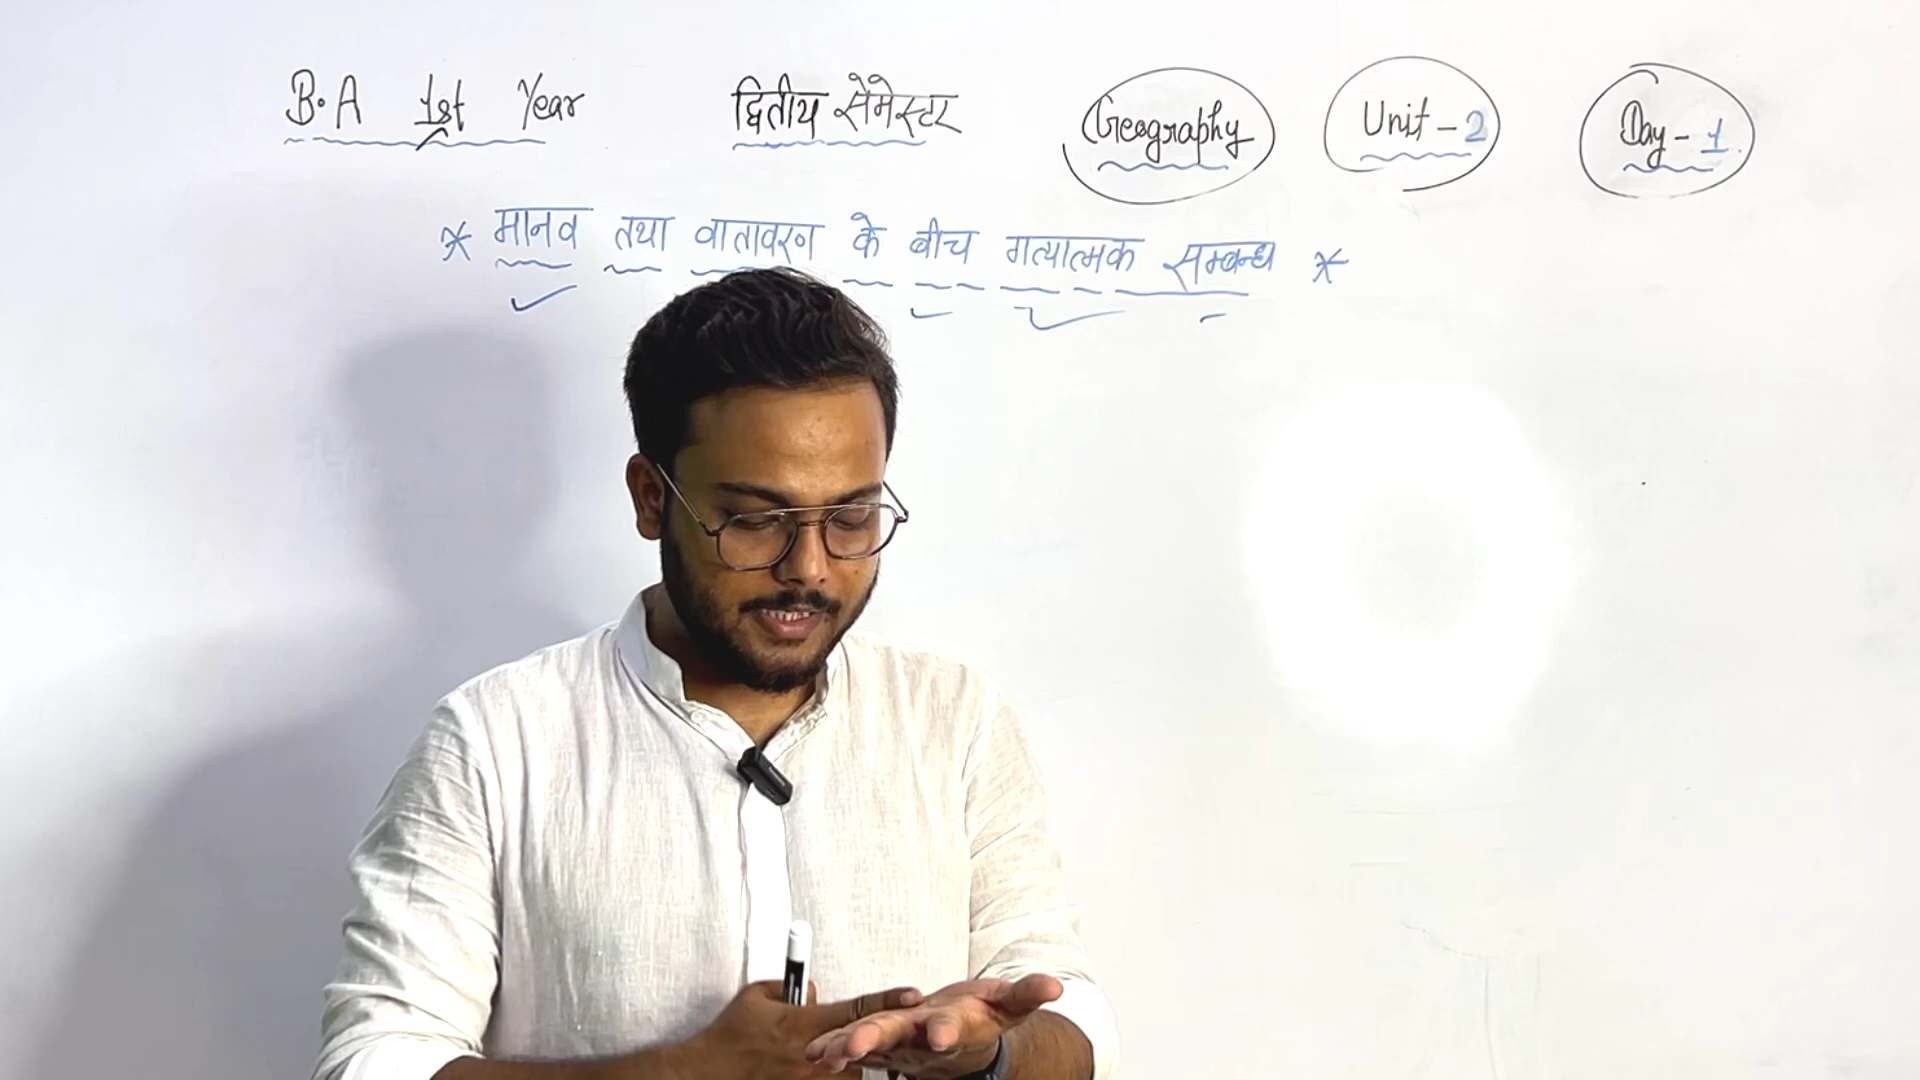 B.A 1st Year द्वितीय सेमेस्टर Geography Unit-2 Day-1
* मानव तथा वातावरण के बीच गत्यात्मक सम्बन्ध *